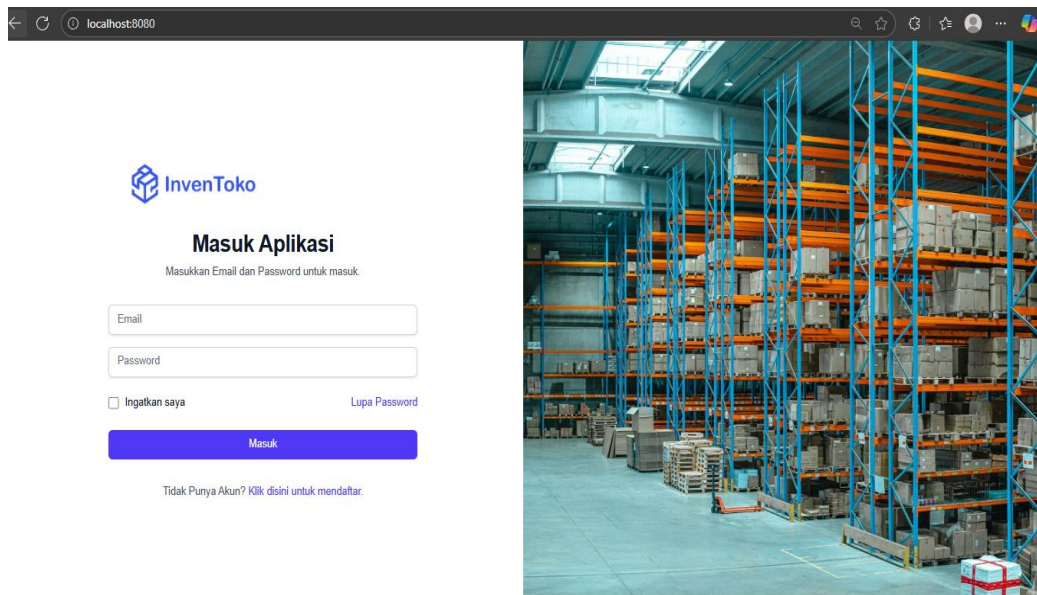 localhost:8080
InvenToko
Masuk Aplikasi
Masukkan Email dan Password untuk masuk.
Email
Password
Ingatkan saya
Lupa Password
Masuk
Tidak Punya Akun? Klik disini untuk mendaftar.